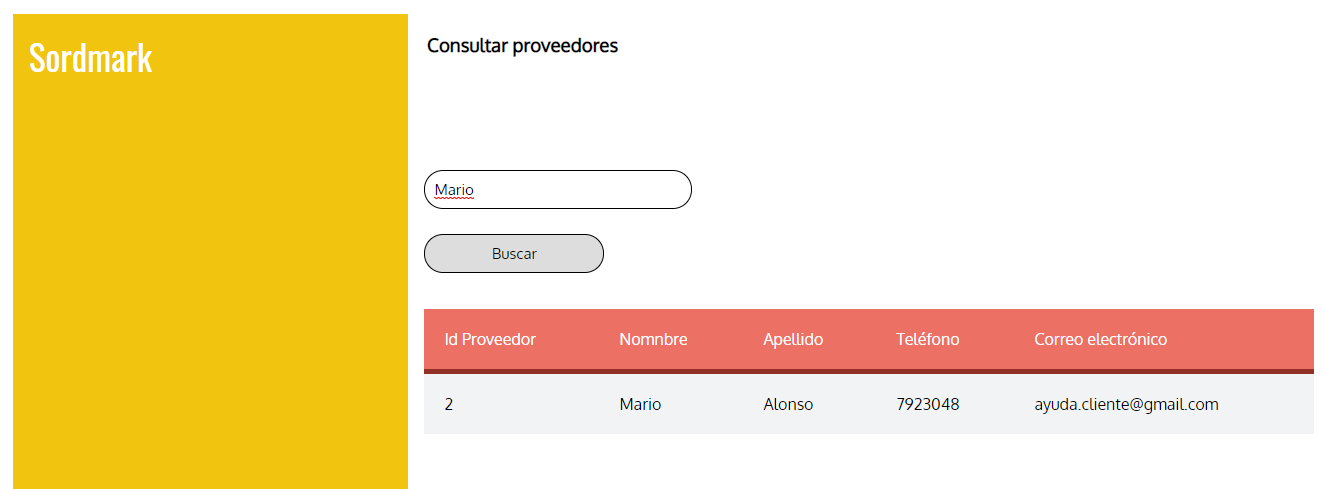 Sordmark
Consultar proveedores
Mario
Buscar
Id Proveedor Nomnbre Apellido Teléfono Correo electrónico
2 Mario Alonso 7923048 ayuda.cliente@gmail.com